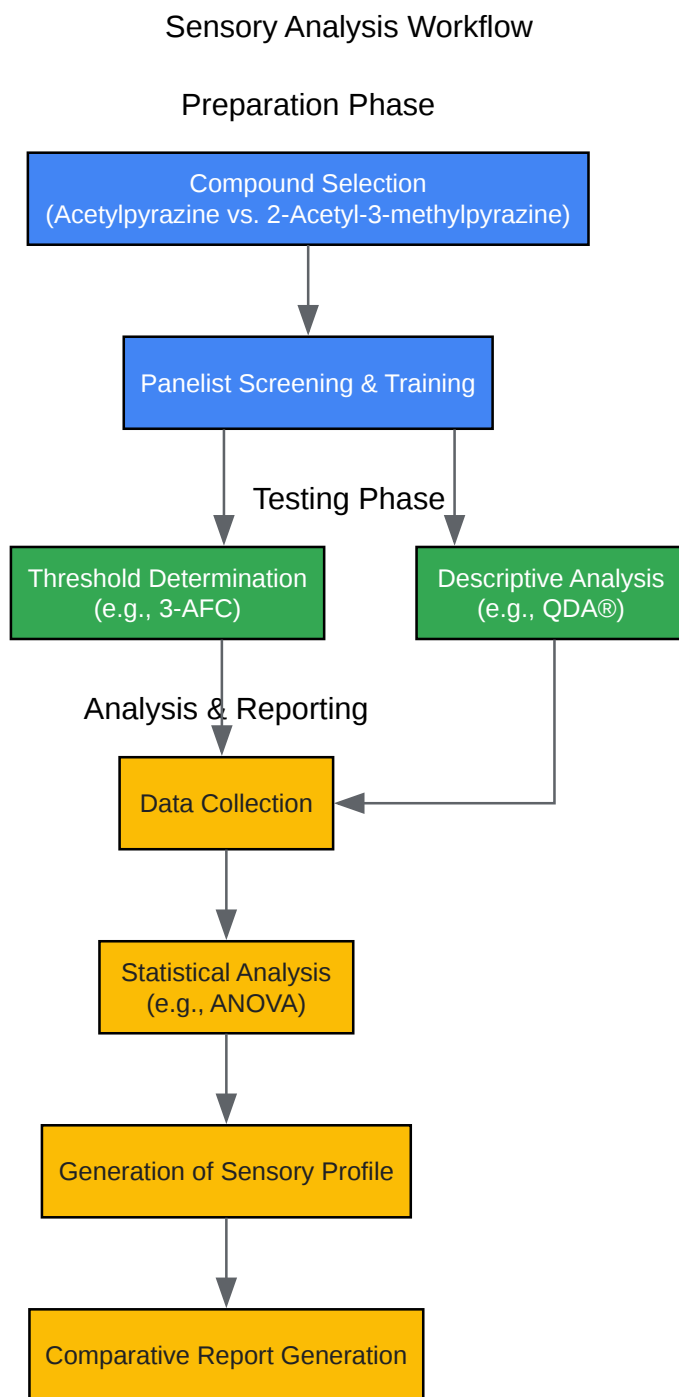 Sensory Analysis Workflow
Preparation Phase
Compound Selection
(Acetylpyrazine vs. 2-Acetyl-3-methylpyrazine)
Panelist Screening & Training
Testing Phase
Threshold Determination
(e.g., 3-AFC)
Descriptive Analysis
(e.g., QDA®)
Analysis & Reporting
Data Collection
Statistical Analysis
(e.g., ANOVA)
Generation of Sensory Profile
Comparative Report Generation